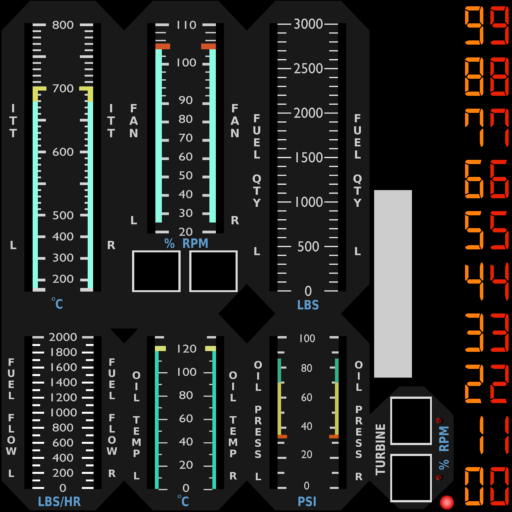 800
700
600
500
400
300
200
ITT
ITT
L
R
°C
110
100
90
80
70
60
50
40
30
20
FAN
FAN
L
R
% RPM
3000
2500
2000
1500
1000
500
0
FUEL QTY
FUEL QTY
L
L
LBS
2000
1800
1600
1400
1200
1000
800
600
400
200
0
FUEL FLOW L
FUEL FLOW R
LBS/HR
120
100
80
60
40
20
0
OIL TEMP L
OIL TEMP R
°C
100
80
60
40
20
0
OIL PRESS L
OIL PRESS R
PSI
TURBINE
% RPM
99
88
77
66
55
44
33
22
11
00